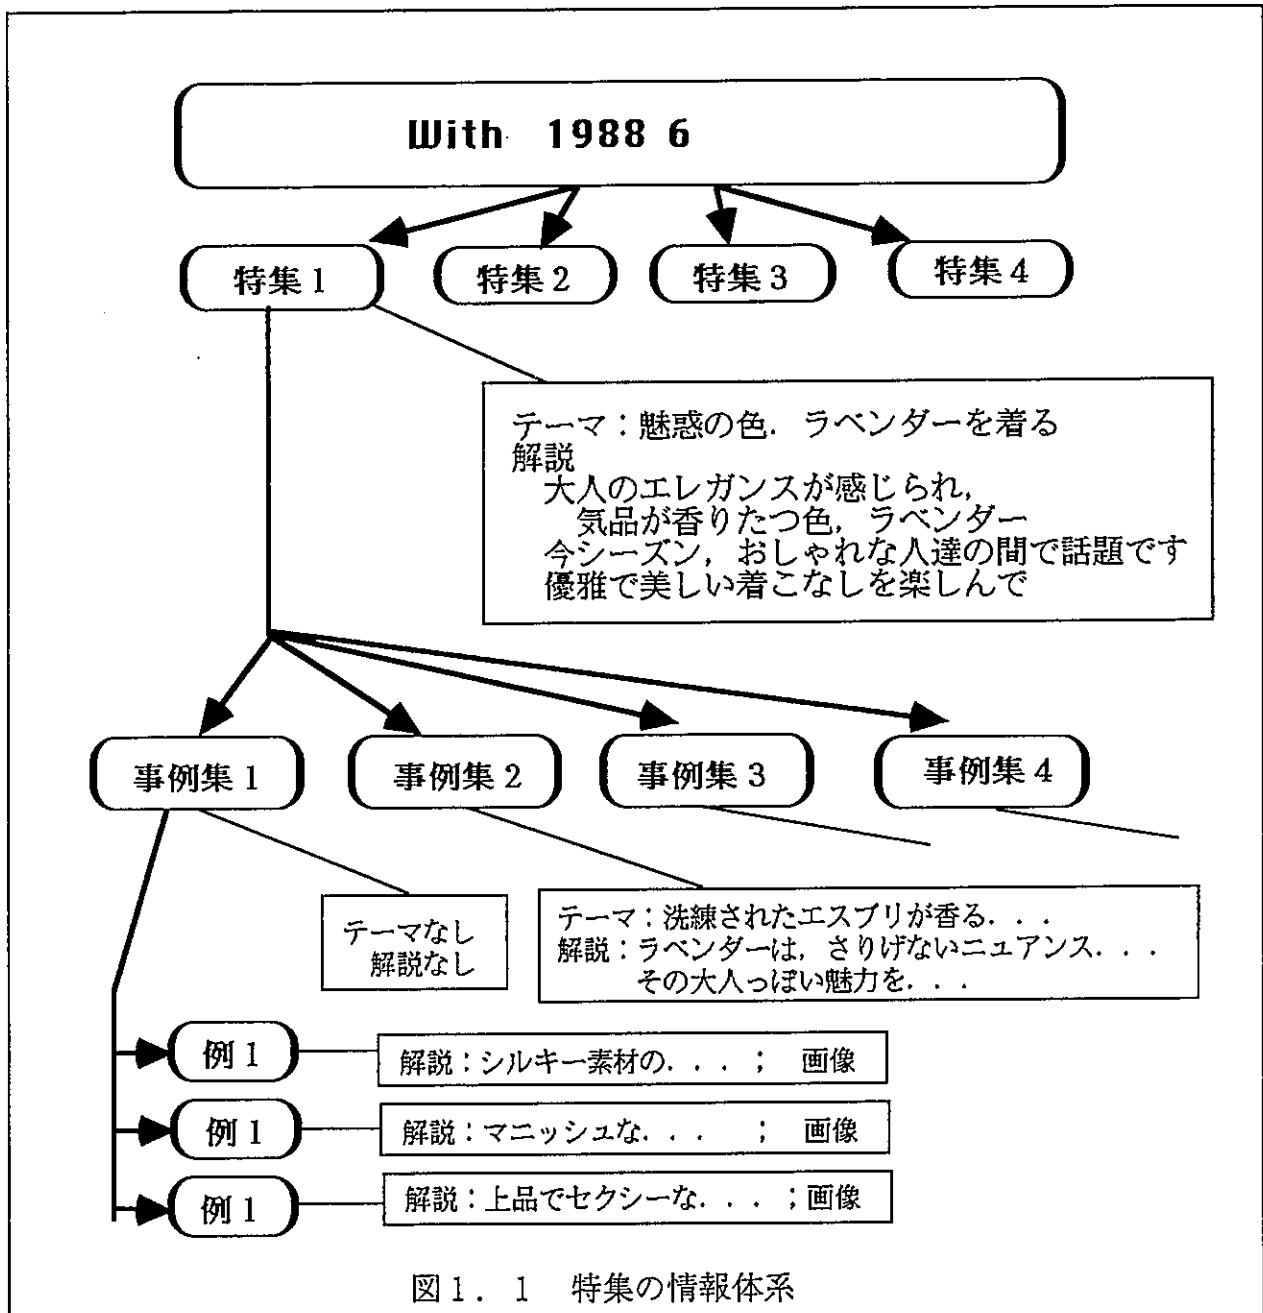 With 1988 6
特集1 特集2 特集3 特集4
テーマ：魅惑の色．ラベンダーを着る
解説
大人のエレガンスが感じられ，
気品が香りたつ色，ラベンダー
今シーズン，おしゃれな人達の間で話題です
優雅で美しい着こなしを楽しんで
事例集1 事例集2 事例集3 事例集4
テーマなし
解説なし
テーマ：洗練されたエスプリが香る．．．
解説：ラベンダーは，さりげないニュアンス．．．
その大人っぽい魅力を．．．
例1 解説：シルキー素材の．．．； 画像
例1 解説：マニッシュな．．． ； 画像
例1 解説：上品でセクシーな．．．；画像
図1．1 特集の情報体系